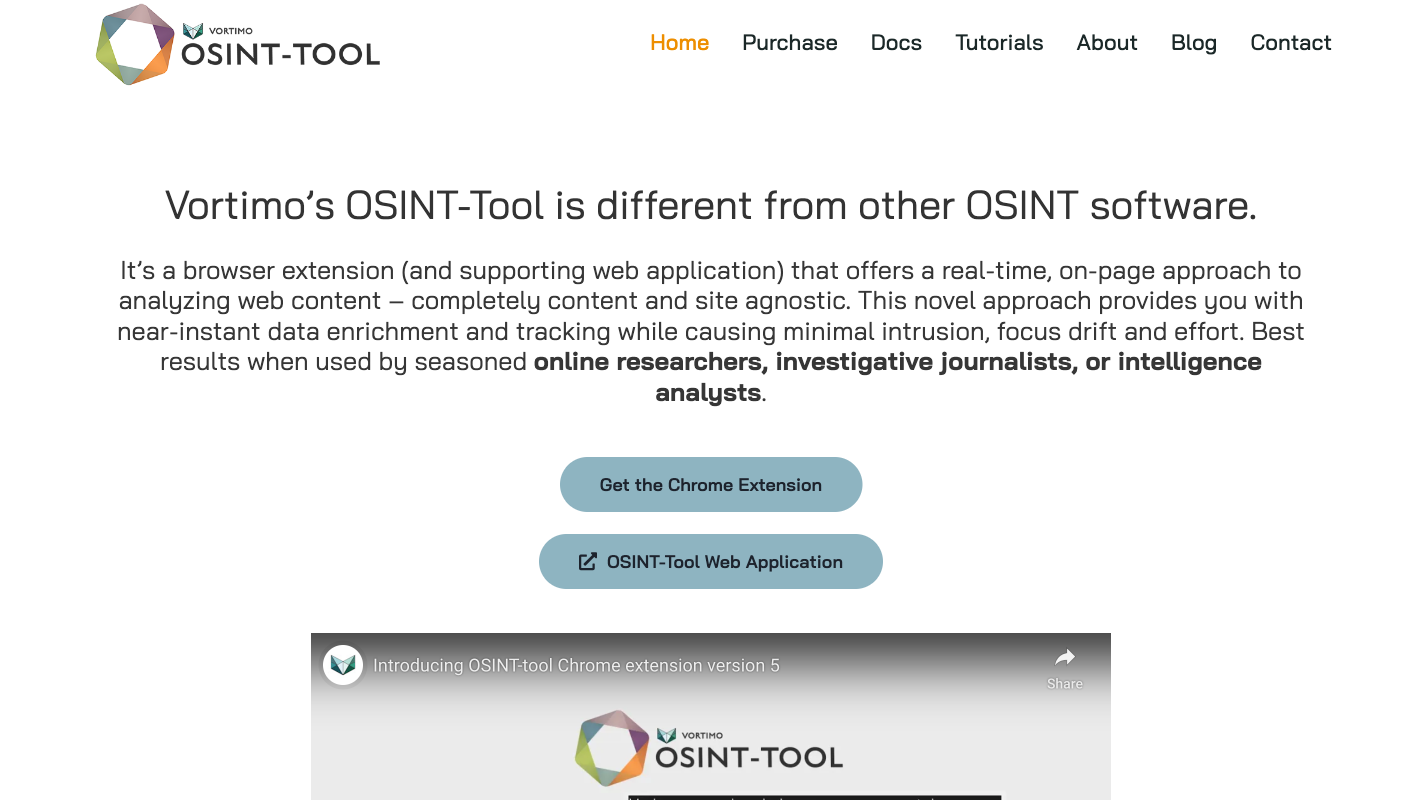 VORTIMO
OSINT-TOOL
Home Purchase Docs Tutorials About Blog Contact
Vortimo’s OSINT-Tool is different from other OSINT software.
It’s a browser extension (and supporting web application) that offers a real-time, on-page approach to
analyzing web content – completely content and site agnostic. This novel approach provides you with
near-instant data enrichment and tracking while causing minimal intrusion, focus drift and effort. Best
results when used by seasoned online researchers, investigative journalists, or intelligence
analysts.
Get the Chrome Extension
OSINT-Tool Web Application
Introducing OSINT-tool Chrome extension version 5
Share
VORTIMO
OSINT-TOOL